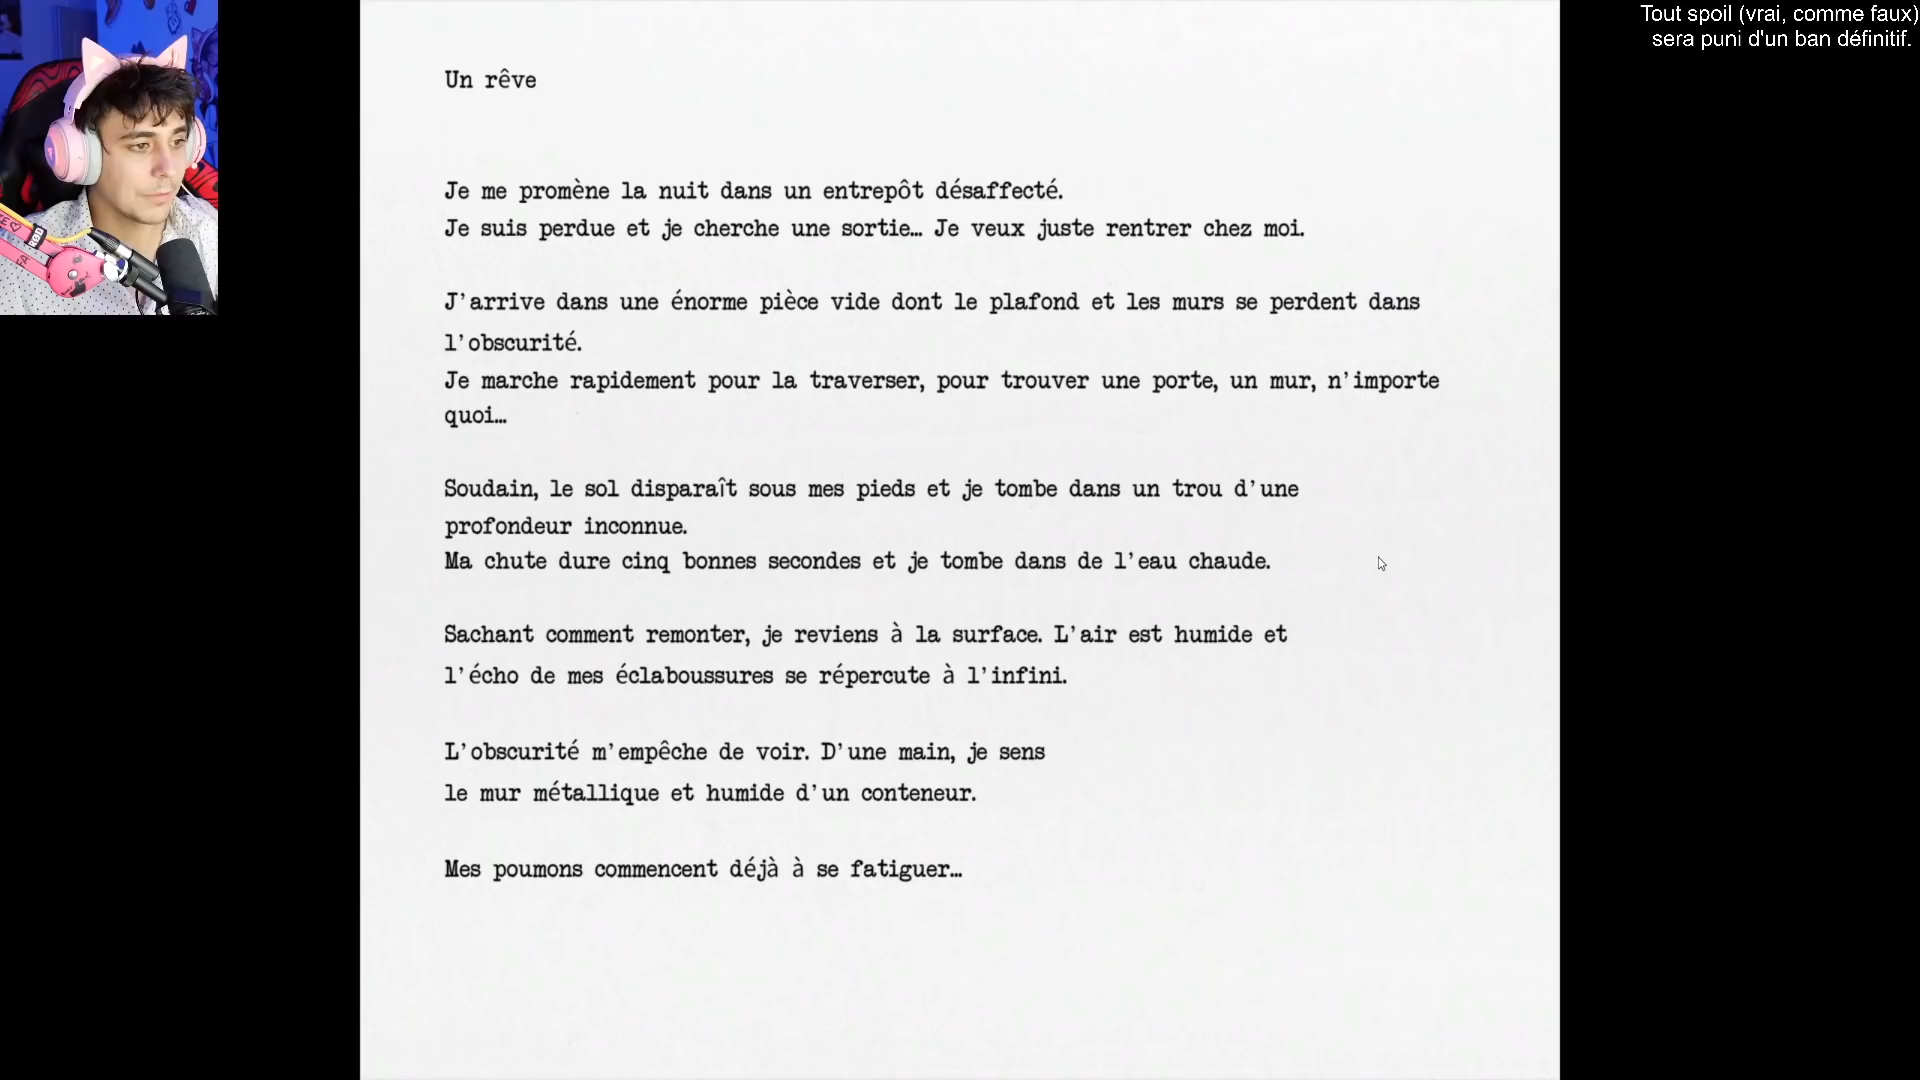 Tout spoil (vrai, comme faux)
sera puni d'un ban définitif.
Un rêve
Je me promène la nuit dans un entrepôt désaffecté.
Je suis perdue et je cherche une sortie… Je veux juste rentrer chez moi.
J'arrive dans une énorme pièce vide dont le plafond et les murs se perdent dans
l'obscurité.
Je marche rapidement pour la traverser, pour trouver une porte, un mur, n'importe
quoi…
Soudain, le sol disparaît sous mes pieds et je tombe dans un trou d'une
profondeur inconnue.
Ma chute dure cinq bonnes secondes et je tombe dans de l'eau chaude.
Sachant comment remonter, je reviens à la surface. L'air est humide et
l'écho de mes éclaboussures se répercute à l'infini.
L'obscurité m'empêche de voir. D'une main, je sens
le mur métallique et humide d'un conteneur.
Mes poumons commencent déjà à se fatiguer…
RØDE